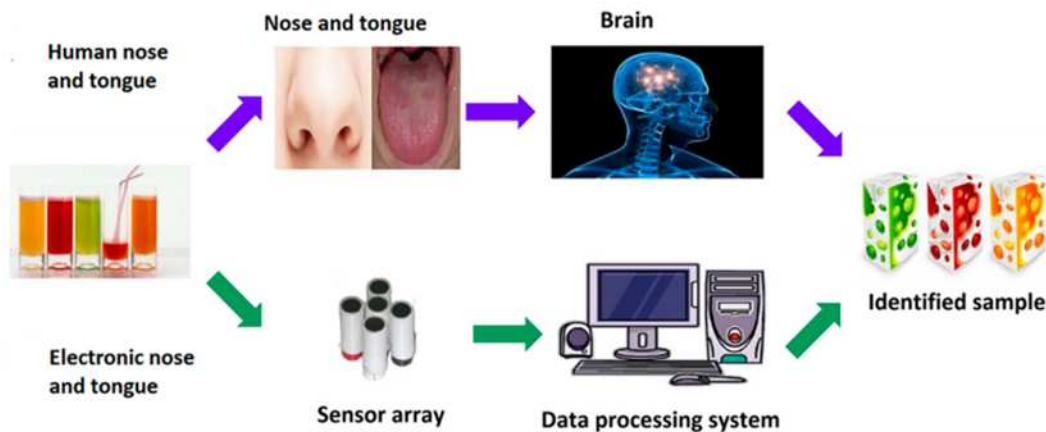 Nose and tongue
Brain
Human nose
and tongue
Identified sample
Electronic nose
and tongue
Sensor array
Data processing system